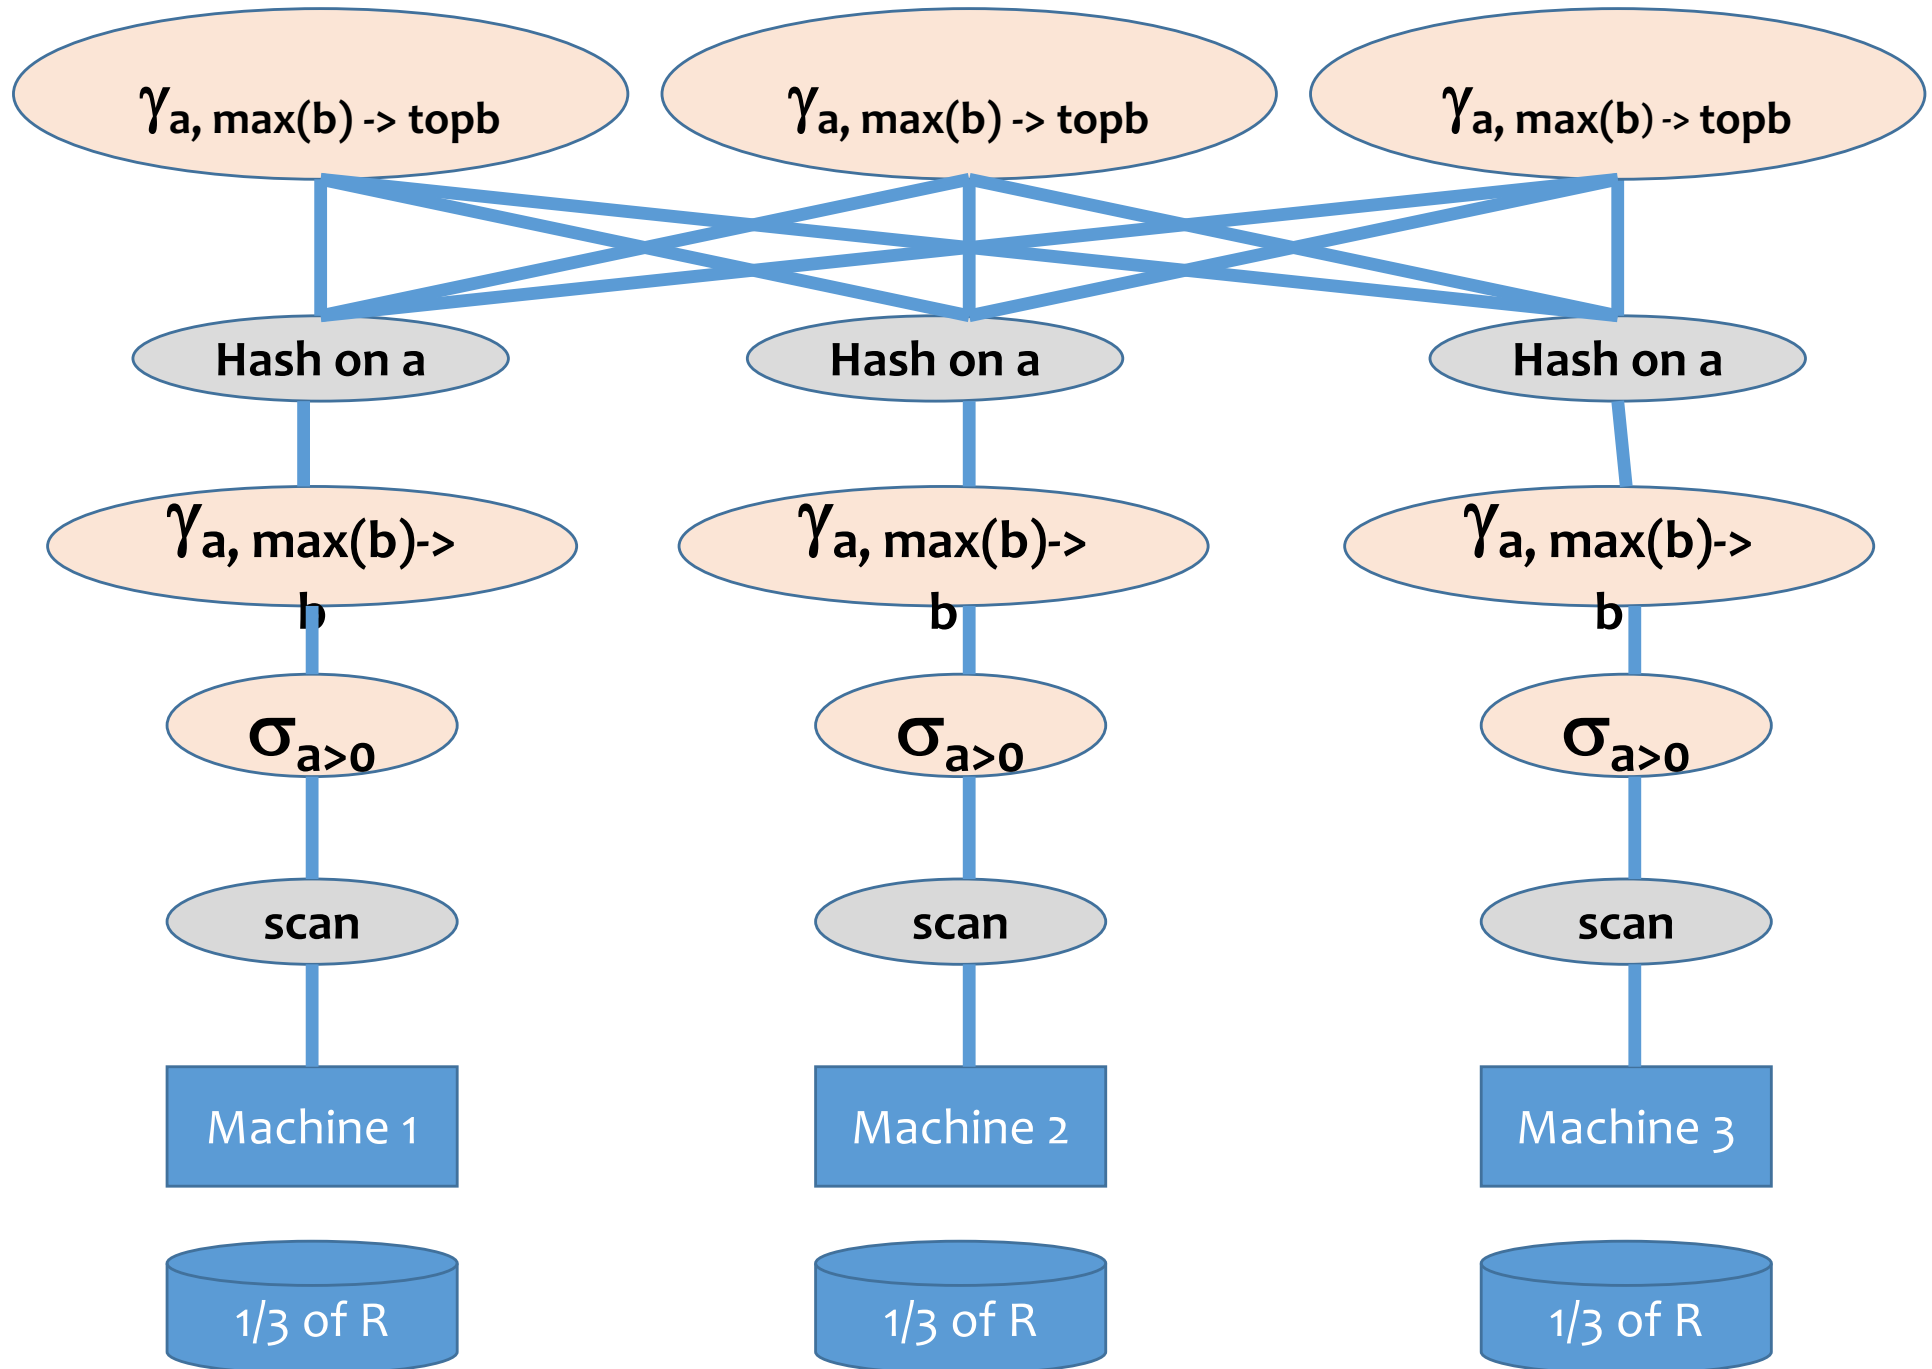 γa, max(b) -> topb
γa, max(b) -> topb
γa, max(b) -> topb
Hash on a
Hash on a
Hash on a
γa, max(b)->
b
γa, max(b)->
b
γa, max(b)->
b
σa>0
σa>0
σa>0
scan
scan
scan
Machine 1
Machine 2
Machine 3
1/3 of R
1/3 of R
1/3 of R